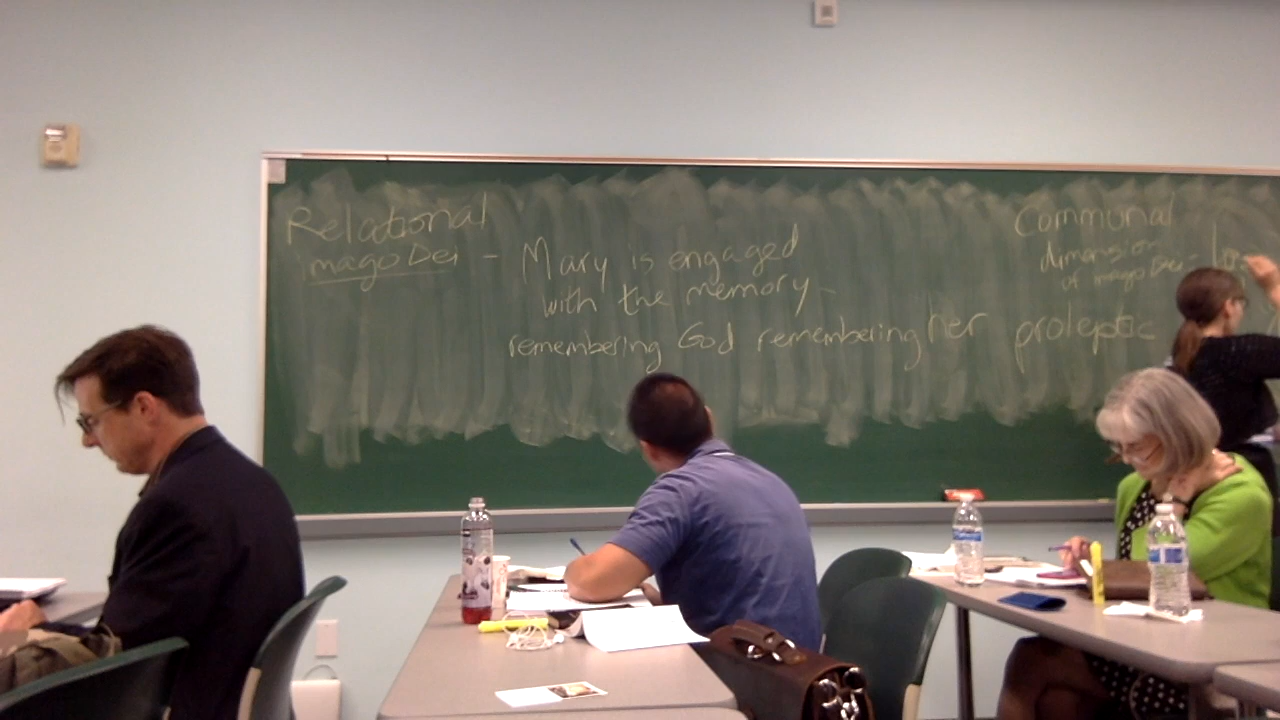 Relational
imago Dei - Mary is engaged
with the memory -
remembering God remembering her proleptic
Communal
dimension
of imago Dei -